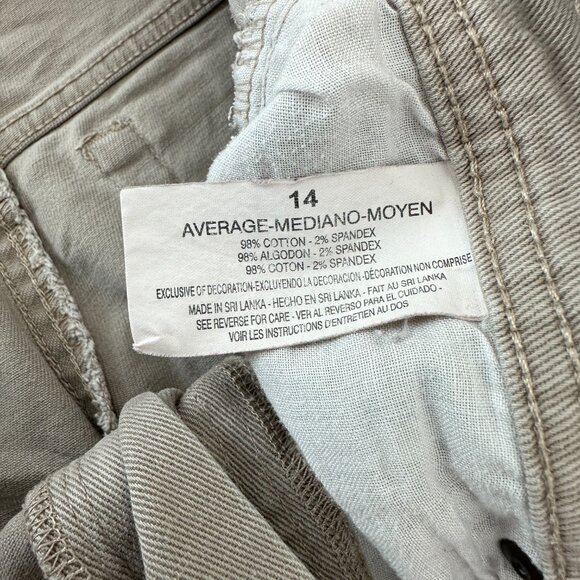 14
AVERAGE-MEDIANO-MOYEN
98% COTTON - 2% SPANDEX
98% ALGODON - 2% SPANDEX
98% COTON - 2% SPANDEX
EXCLUSIVE OF DECORATION-EXCLUYENDO LA DECORACION-DÉCORATION NON COMPRISE
MADE IN SRI LANKA - HECHO EN SRI LANKA - FAIT AU SRI LANKA
SEE REVERSE FOR CARE - VER AL REVERSO PARA EL CUIDADO -
VOIR LES INSTRUCTIONS D'ENTRETIEN AU DOS